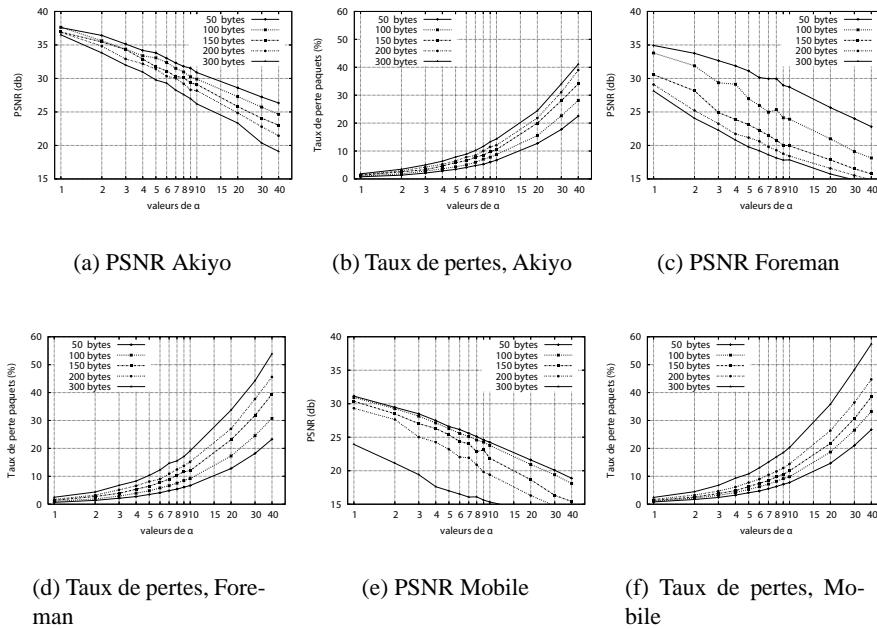 40
35
30
25
20
15
PSNR (db)
1 2 3 4 5 6 7 8 9 10 15 20 30 40
valeurs de α
50 bytes
100 bytes
150 bytes
200 bytes
300 bytes
(a) PSNR Akiyo
60
50
40
30
20
10
0
Taux de perte paquets (%)
1 2 3 4 5 6 7 8 9 10 15 20 30 40
valeurs de α
50 bytes
100 bytes
150 bytes
200 bytes
300 bytes
(b) Taux de pertes, Akiyo
40
35
30
25
20
15
PSNR (db)
1 2 3 4 5 6 7 8 9 10 15 20 30 40
valeurs de α
50 bytes
100 bytes
150 bytes
200 bytes
300 bytes
(c) PSNR Foreman
60
50
40
30
20
10
0
Taux de perte paquets (%)
1 2 3 4 5 6 7 8 9 10 15 20 30 40
valeurs de α
50 bytes
100 bytes
150 bytes
200 bytes
300 bytes
(d) Taux de pertes, Fore-
man
40
35
30
25
20
15
PSNR (db)
1 2 3 4 5 6 7 8 9 10 15 20 30 40
valeurs de α
50 bytes
100 bytes
150 bytes
200 bytes
300 bytes
(e) PSNR Mobile
60
50
40
30
20
10
0
Taux de perte paquets (%)
1 2 3 4 5 6 7 8 9 10 15 20 30 40
valeurs de α
50 bytes
100 bytes
150 bytes
200 bytes
300 bytes
(f) Taux de pertes, Mo-
bile